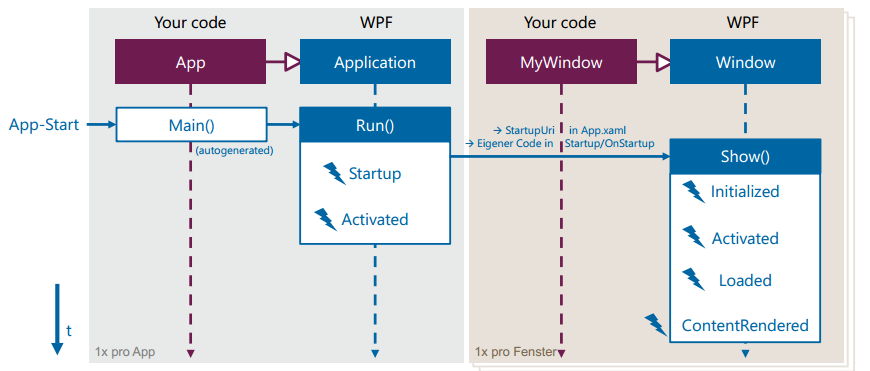 Your code
WPF
Your code
WPF
App
Application
MyWindow
Window
App-Start
Main()
(autogenerated)
Run()
→ StartupUri in App.xaml
→ Eigener Code in Startup/OnStartup
Show()
Startup
Activated
Initialized
Activated
Loaded
ContentRendered
t
1x pro App
1x pro Fenster